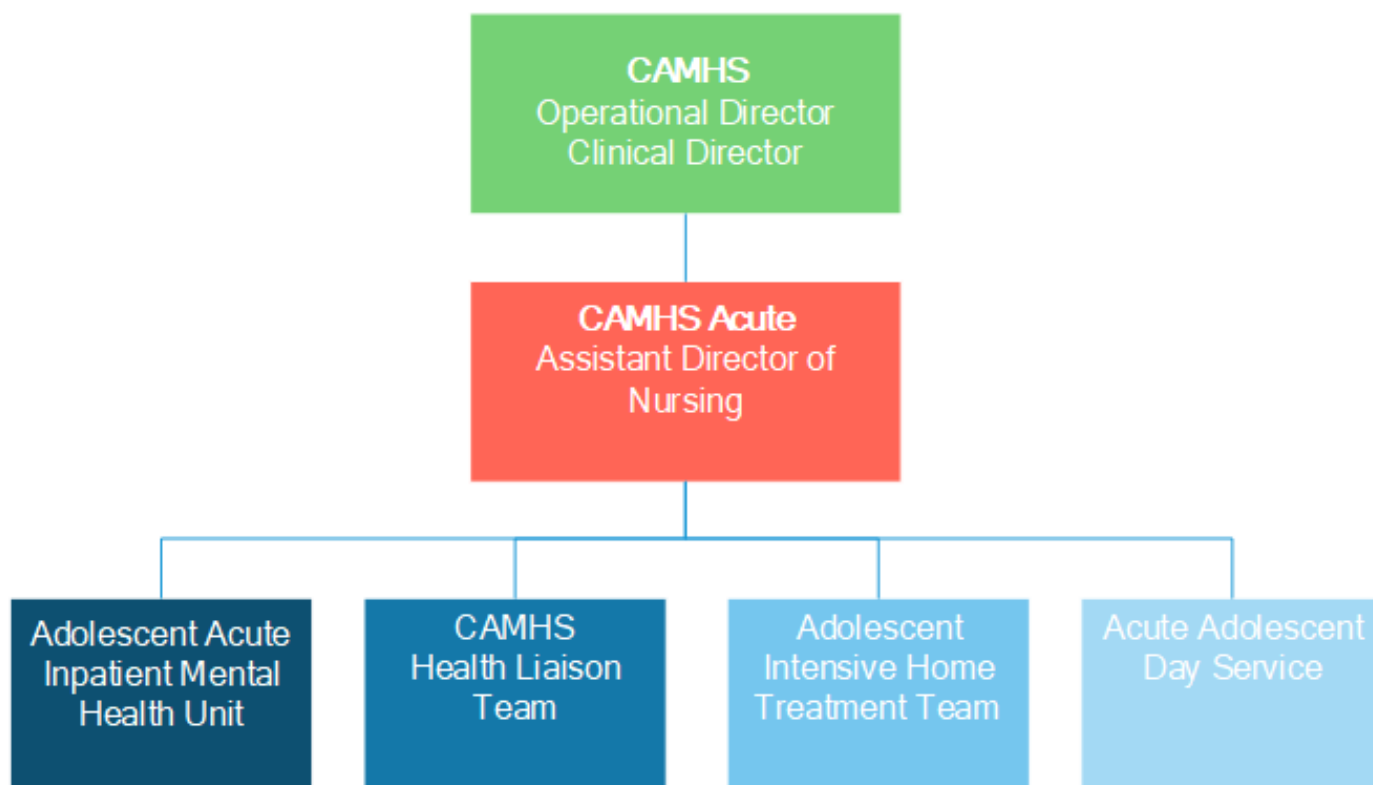 CAMHS
Operational Director
Clinical Director
CAMHS Acute
Assistant Director of
Nursing
Adolescent Acute
Inpatient Mental
Health Unit
CAMHS
Health Liaison
Team
Adolescent
Intensive Home
Treatment Team
Acute Adolescent
Day Service